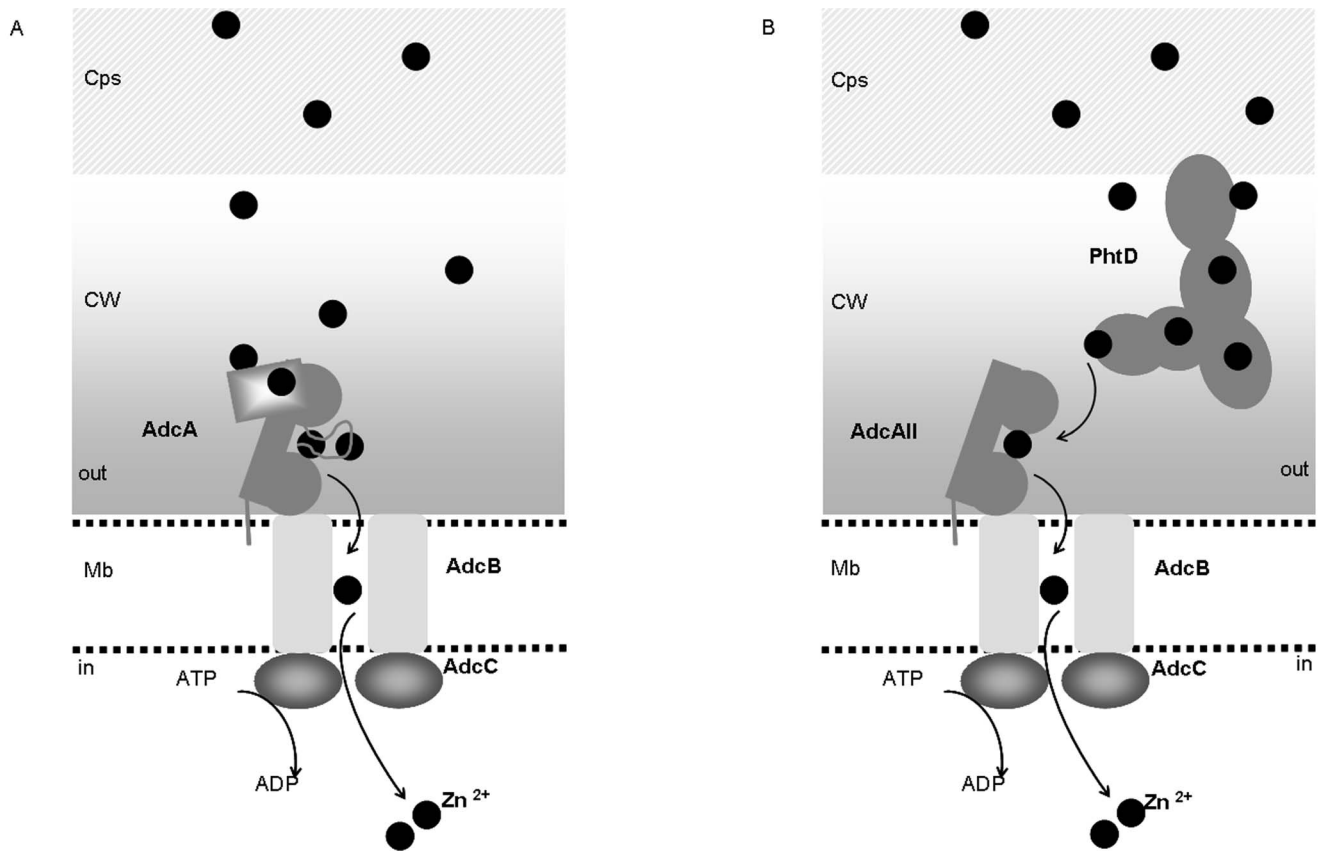 A
Cps
CW
AdcA
out
Mb
AdcB
in
ATP
AdcC
ADP
Zn 2+
B
Cps
PhtD
CW
AdcAII
out
Mb
AdcB
in
ATP
AdcC
ADP
Zn 2+